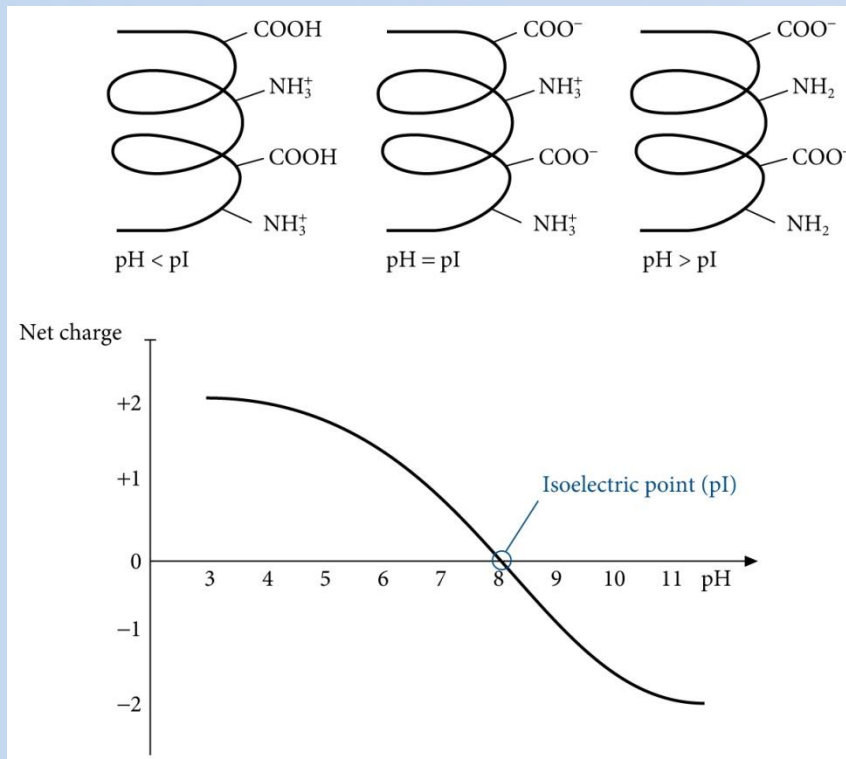 COOH
NH₃⁺
COOH
NH₃⁺
pH < pI
COO⁻
NH₃⁺
COO⁻
NH₃⁺
pH = pI
COO⁻
NH₂
COO⁻
NH₂
pH > pI
Net charge
+2
+1
0
−1
−2
Isoelectric point (pI)
3 4 5 6 7 8 9 10 11 pH